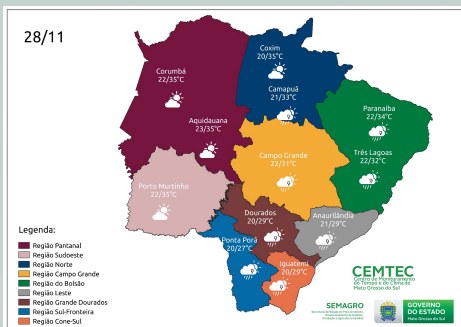 28/11
Coxim
20/35°C
Corumbá
22/35°C
Camapuã
21/33°C
Paranaíba
22/34°C
Aquidauana
23/35°C
Três Lagoas
22/32°C
Campo Grande
22/31°C
Porto Murtinho
22/35°C
Dourados
20/29°C
Anaurilândia
21/29°C
Ponta Porã
20/27°C
Iguatemi
20/29°C
Legenda:
Região Pantanal
Região Sudoeste
Região Norte
Região Campo Grande
Região do Bolsão
Região Leste
Região Grande Dourados
Região Sul-Fronteira
Região Cone-Sul
CEMTEC
Centro de Monitoramento
do Tempo e do Clima de
Mato Grosso do Sul
SEMAGRO
GOVERNO
DO ESTADO
Mato Grosso do Sul